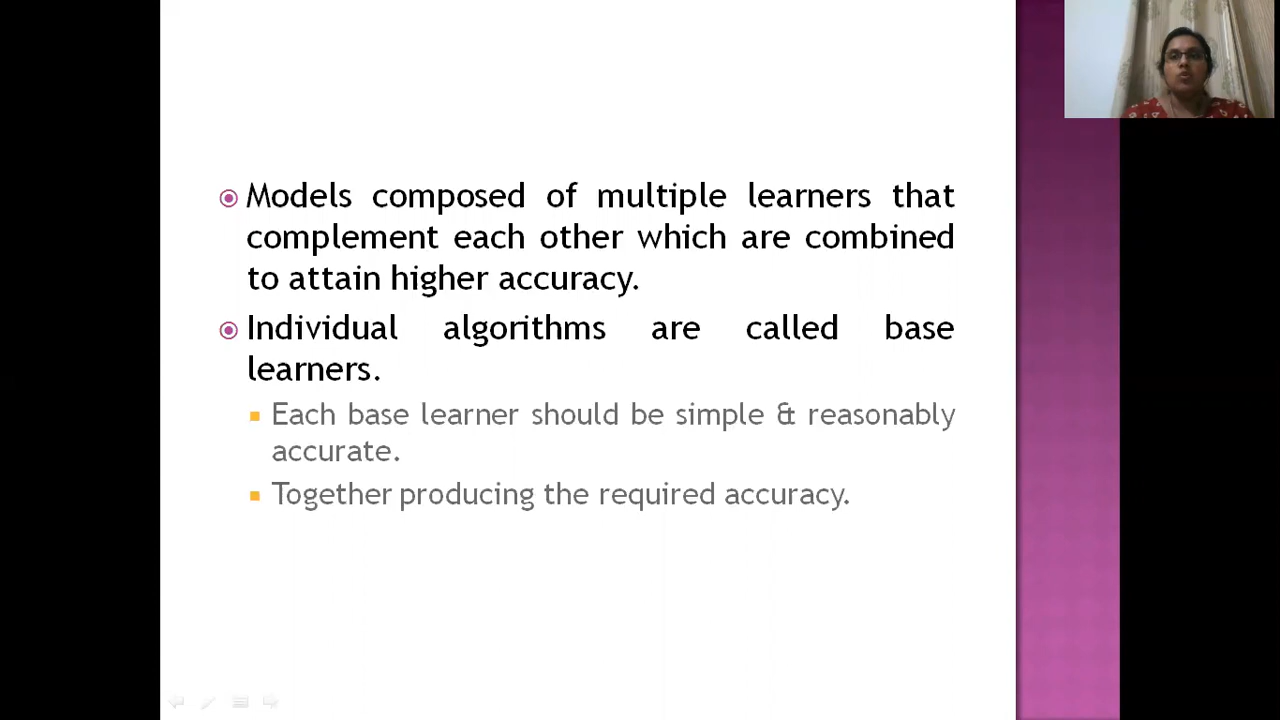 Models composed of multiple learners that
complement each other which are combined
to attain higher accuracy.
Individual algorithms are called base
learners.
Each base learner should be simple & reasonably
accurate.
Together producing the required accuracy.